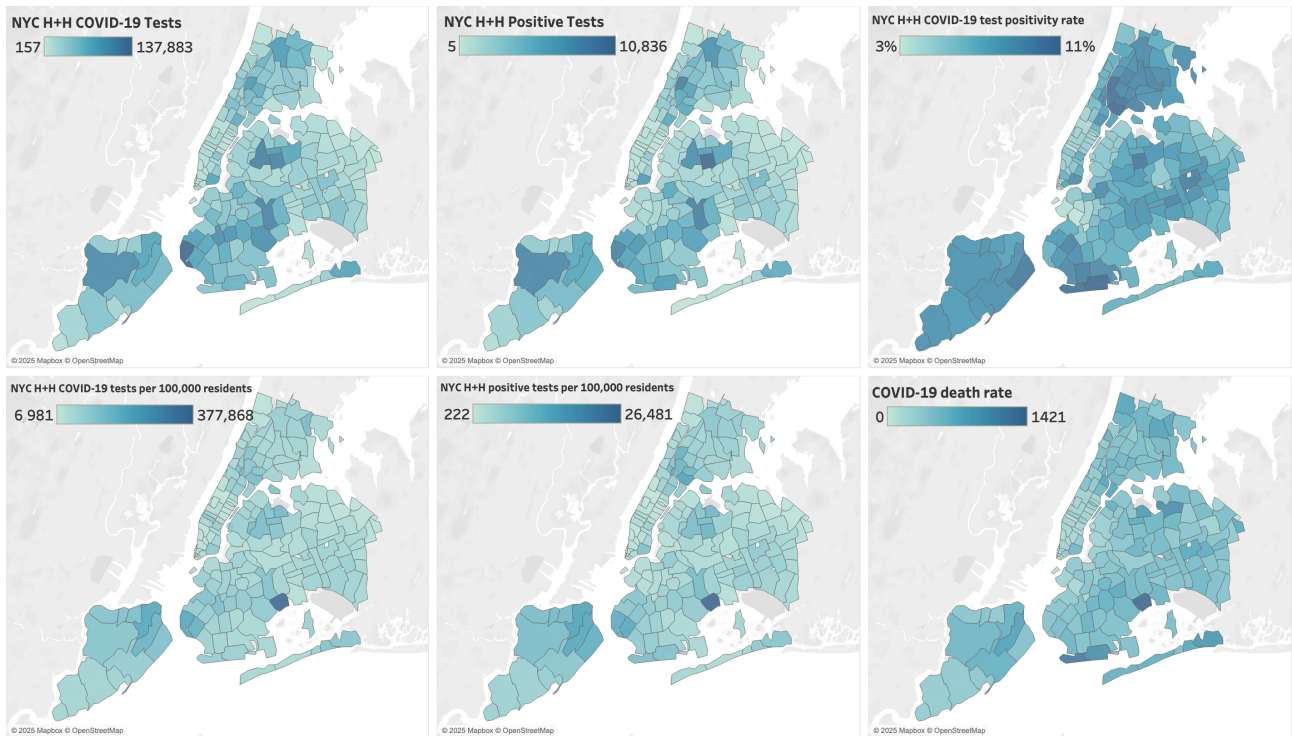 NYC H+H COVID-19 Tests
157 137,883
© 2025 Mapbox © OpenStreetMap
NYC H+H Positive Tests
5 10,836
© 2025 Mapbox © OpenStreetMap
NYC H+H COVID-19 test positivity rate
3% 11%
© 2025 Mapbox © OpenStreetMap
NYC H+H COVID-19 tests per 100,000 residents
6 981 377,868
© 2025 Mapbox © OpenStreetMap
NYC H+H positive tests per 100,000 residents
222 26,481
© 2025 Mapbox © OpenStreetMap
COVID-19 death rate
0 1421
© 2025 Mapbox © OpenStreetMap